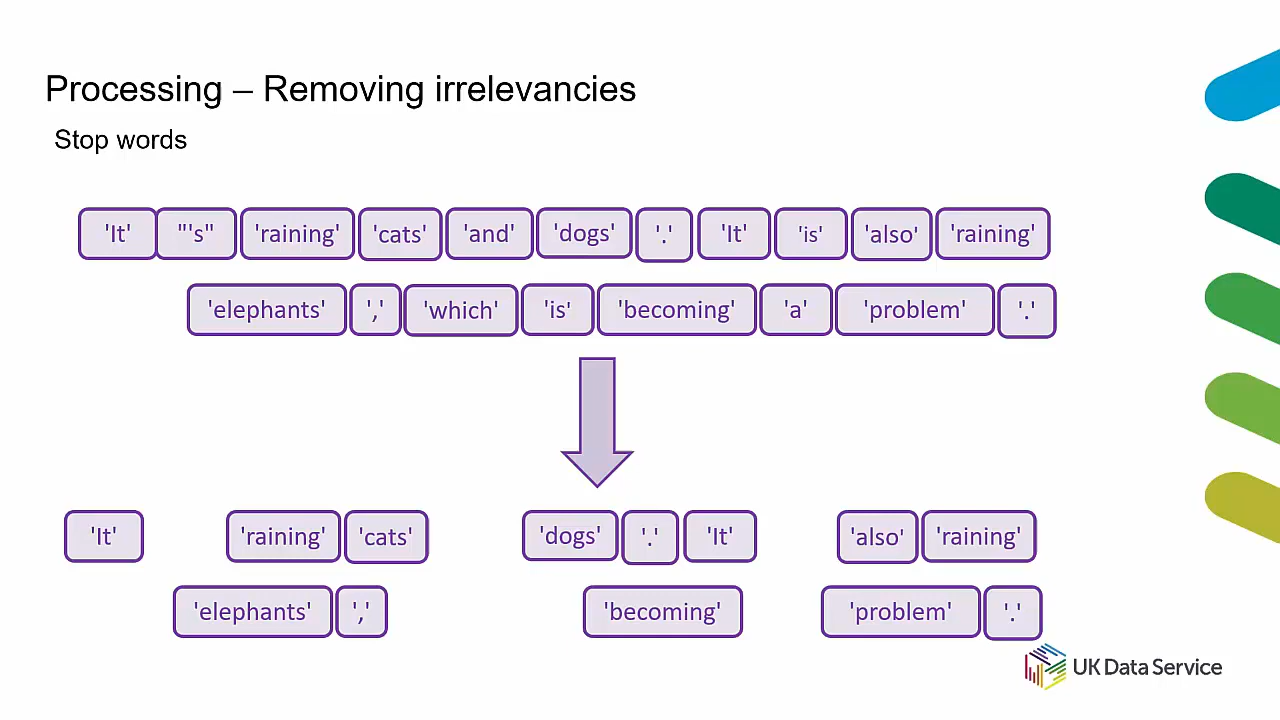 Processing – Removing irrelevancies
Stop words
'It' "'s" 'raining' 'cats' 'and' 'dogs' '.' 'It' 'is' 'also' 'raining'
'elephants' ',' 'which' 'is' 'becoming' 'a' 'problem' '.'
'It' 'raining' 'cats' 'dogs' '.' 'It' 'also' 'raining'
'elephants' ',' 'becoming' 'problem' '.'
UK Data Service